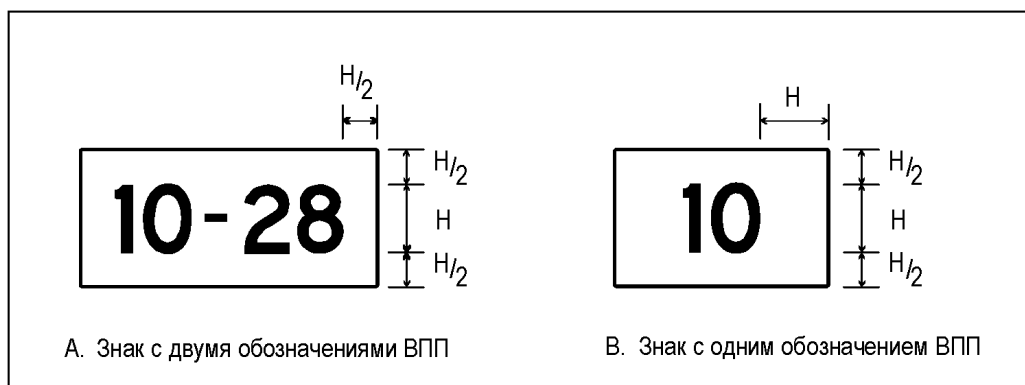 H/2
H
10-28
H/2
H
H/2
10
H/2
H
H/2
А. Знак с двумя обозначениями ВПП
В. Знак с одним обозначением ВПП